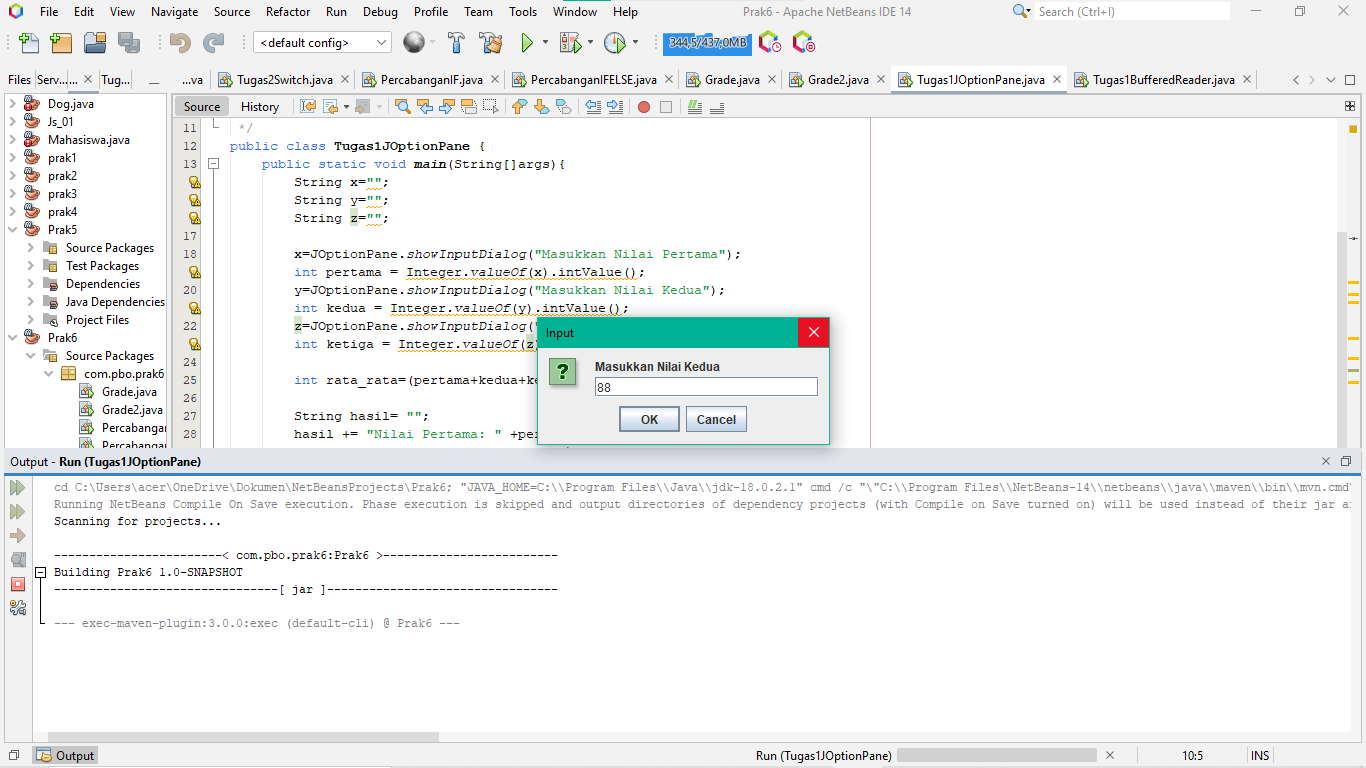 File Edit View Navigate Source Refactor Run Debug Profile Team Tools Window Help Prak6 - Apache NetBeans IDE 14 Search (Ctrl+I)
<default config> 344,5/437,0MB
Files Serv... ... Tug... ...va Tugas2Switch.java PercabanganIF.java PercabanganIFELSE.java Grade.java Grade2.java Tugas1JOptionPane.java Tugas1BufferedReader.java
Dog.java
Js_01
Mahasiswa.java
prak1
prak2
prak3
prak4
Prak5
Source Packages
Test Packages
Dependencies
Java Dependencies
Project Files
Prak6
Source Packages
com.pbo.prak6
Grade.java
Grade2.java
Percabangan
Percabangan
Source History
11 */
12 public class Tugas1JOptionPane {
13 public static void main(String[]args){
String x="";
String y="";
String z="";
17
18 x=JOptionPane.showInputDialog("Masukkan Nilai Pertama");
int pertama = Integer.valueOf(x).intValue();
20 y=JOptionPane.showInputDialog("Masukkan Nilai Kedua");
int kedua = Integer.valueOf(y).intValue();
22 z=JOptionPane.showInputDialog("
int ketiga = Integer.valueOf(z)
24
25 int rata_rata=(pertama+kedua+ke
26
27 String hasil= "";
28 hasil += "Nilai Pertama: " +per
Input
Masukkan Nilai Kedua
88
OK Cancel
Output - Run (Tugas1JOptionPane)
cd C:\Users\acer\OneDrive\Dokumen\NetBeansProjects\Prak6; "JAVA_HOME=C:\\Program Files\\Java\\jdk-18.0.2.1" cmd /c "\"C:\\Program Files\\NetBeans-14\\netbeans\\java\\maven\\bin\\mvn.cmd\
Running NetBeans Compile On Save execution. Phase execution is skipped and output directories of dependency projects (with Compile on Save turned on) will be used instead of their jar a
Scanning for projects...
------------------------< com.pbo.prak6:Prak6 >-------------------------
Building Prak6 1.0-SNAPSHOT
--------------------------------[ jar ]---------------------------------
--- exec-maven-plugin:3.0.0:exec (default-cli) @ Prak6 ---
Output Run (Tugas1JOptionPane) 10:5 INS